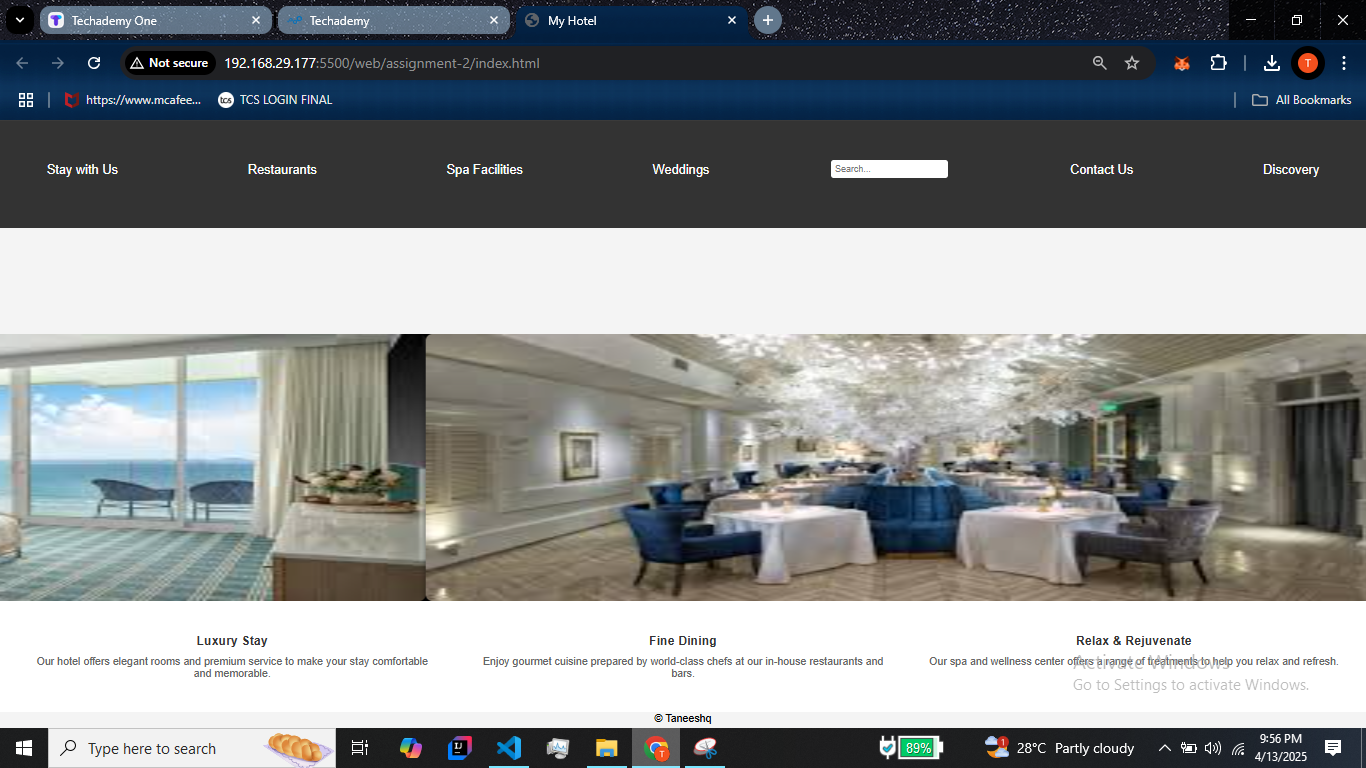 Techademy One
Techademy
My Hotel
Not secure
192.168.29.177:5500/web/assignment-2/index.html
T
https://www.mcafee...
tcs
TCS LOGIN FINAL
All Bookmarks
Stay with Us
Restaurants
Spa Facilities
Weddings
Search...
Contact Us
Discovery
Luxury Stay
Our hotel offers elegant rooms and premium service to make your stay comfortable
and memorable.
Fine Dining
Enjoy gourmet cuisine prepared by world-class chefs at our in-house restaurants and
bars.
Relax & Rejuvenate
Our spa and wellness center offers a range of treatments to help you relax and refresh.
Activate Windows
Go to Settings to activate Windows.
© Taneeshq
Type here to search
IJ
T
89%
1
28°C Partly cloudy
9:56 PM
4/13/2025